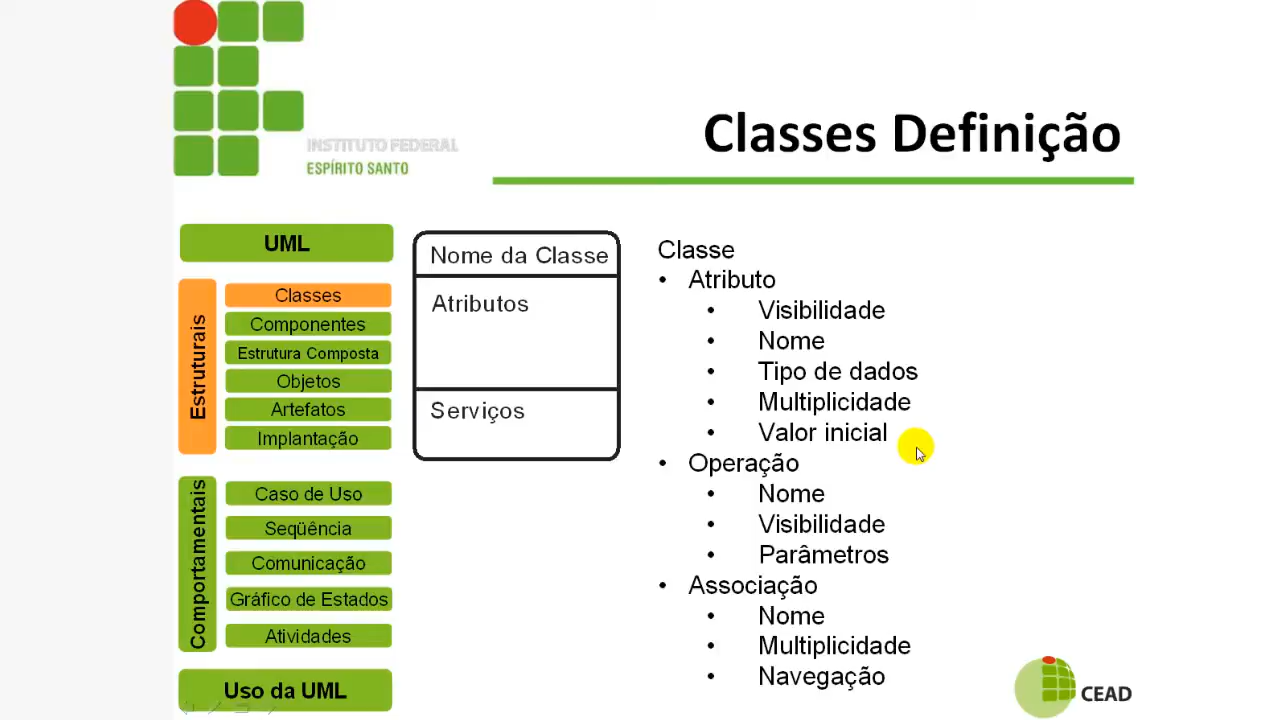 INSTITUTO FEDERAL
ESPÍRITO SANTO
Classes Definição
UML
Estruturais
Classes
Componentes
Estrutura Composta
Objetos
Artefatos
Implantação
Comportamentais
Caso de Uso
Seqüência
Comunicação
Gráfico de Estados
Atividades
Uso da UML
Nome da Classe
Atributos
Serviços
Classe
• Atributo
• Visibilidade
• Nome
• Tipo de dados
• Multiplicidade
• Valor inicial
• Operação
• Nome
• Visibilidade
• Parâmetros
• Associação
• Nome
• Multiplicidade
• Navegação
CEAD